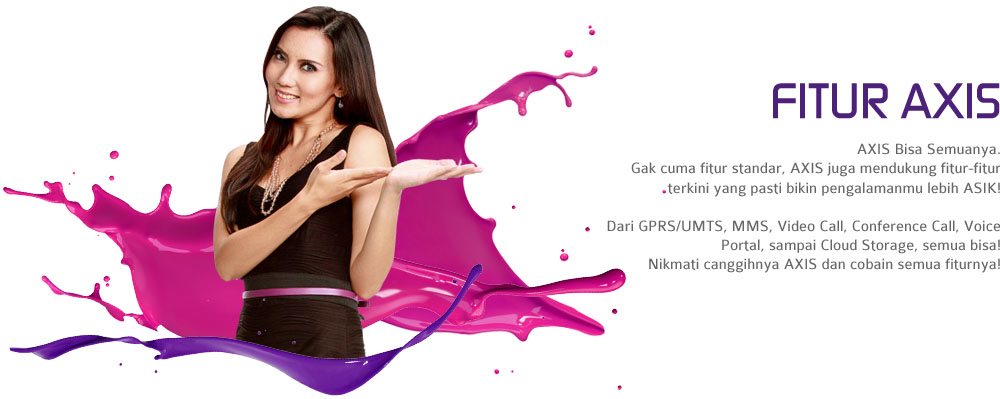 FITUR AXIS
AXIS Bisa Semuanya.
Gak cuma fitur standar, AXIS juga mendukung fitur-fitur
terkini yang pasti bikin pengalamanmu lebih ASIK!
Dari GPRS/UMTS, MMS, Video Call, Conference Call, Voice
Portal, sampai Cloud Storage, semua bisa!
Nikmati canggihnya AXIS dan cobain semua fiturnya!